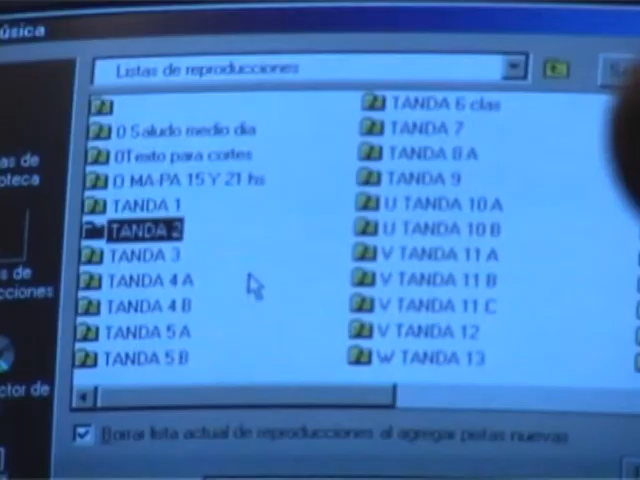 úsica
Listas de reproducciones
0 Saludo medio dia
0Texto para cortes
0 MA-PA 15 Y 21 hs
TANDA 1
TANDA 2
TANDA 3
TANDA 4 A
TANDA 4 B
TANDA 5 A
TANDA 5 B
TANDA 6 clas
TANDA 7
TANDA 8 A
TANDA 9
U TANDA 10 A
U TANDA 10 B
V TANDA 11 A
V TANDA 11 B
V TANDA 11 C
V TANDA 12
W TANDA 13
as de
oteca
s de
cciones
ctor de
Borrar lista actual de reproducciones al agregar pistas nuevas